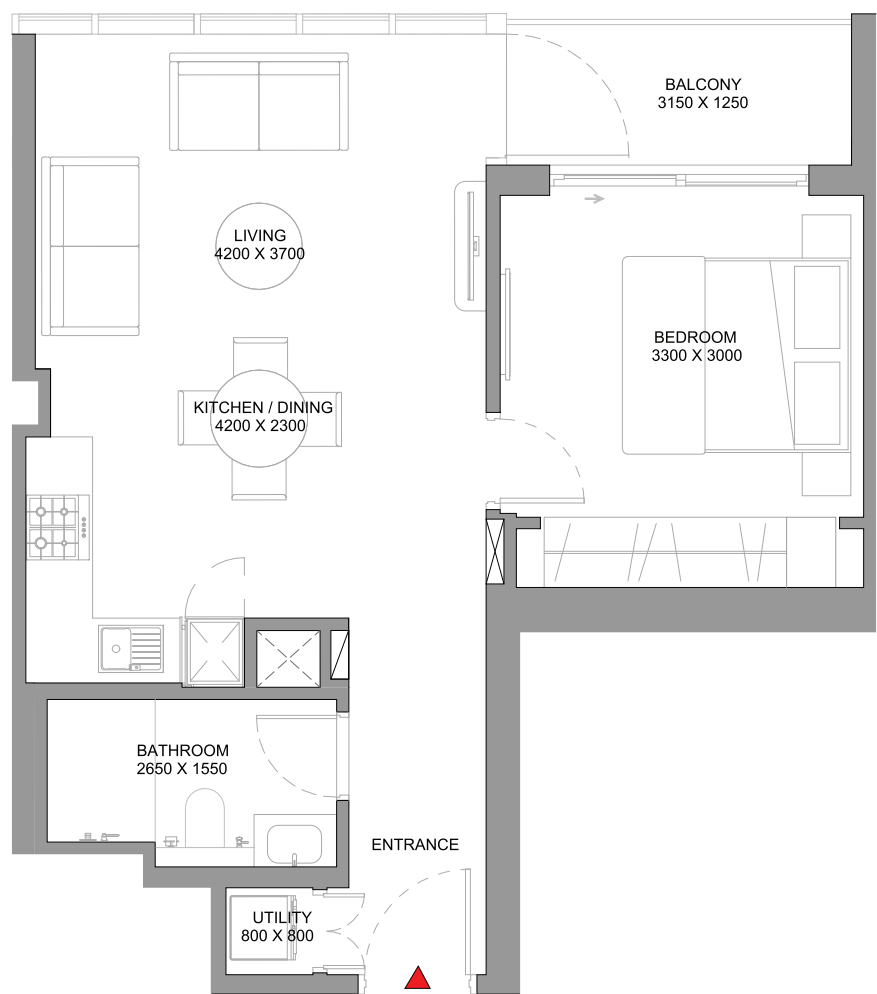 BALCONY
3150 X 1250
LIVING
4200 X 3700
BEDROOM
3300 X 3000
KITCHEN / DINING
4200 X 2300
BATHROOM
2650 X 1550
ENTRANCE
UTILITY
800 X 800